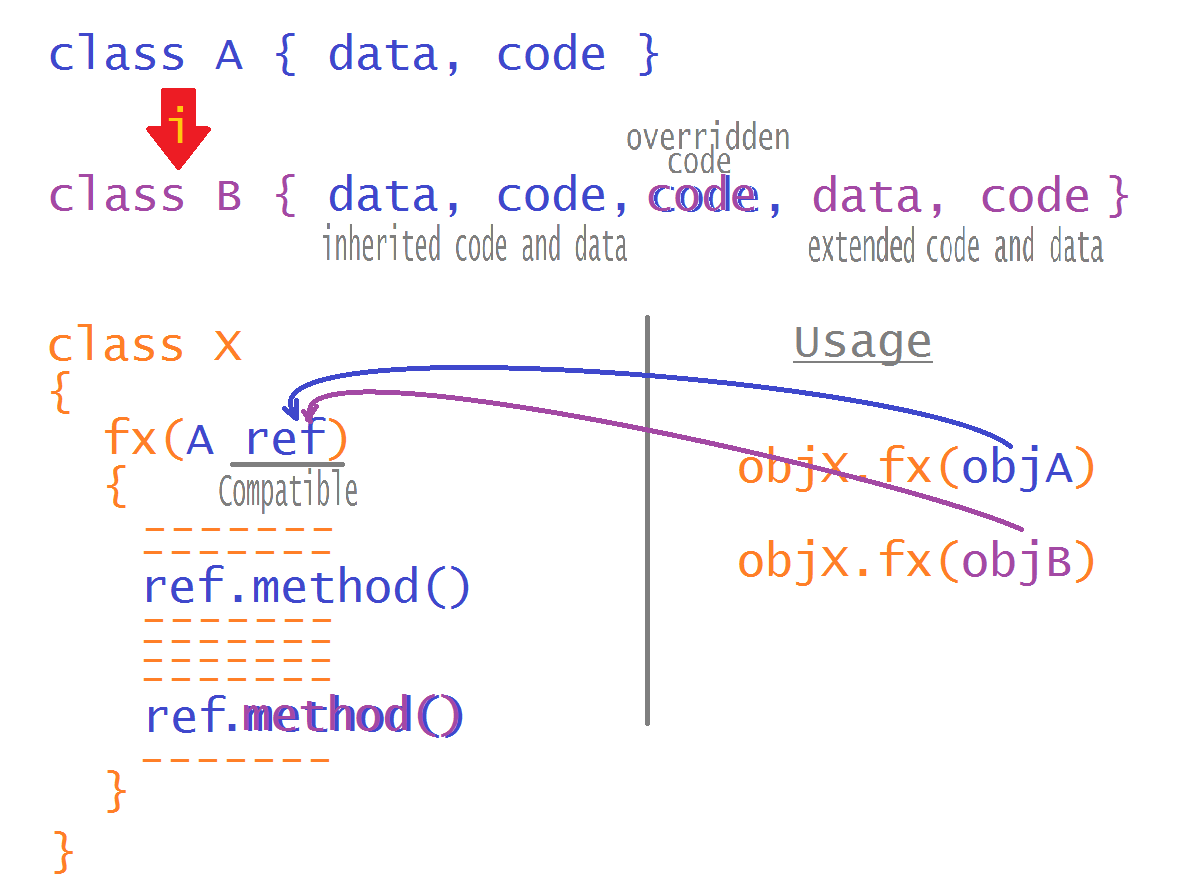 class A { data, code }
i
overridden
code
class B { data, code, code, data, code }
inherited code and data
extended code and data
class X
{
fx(A ref)
{
Compatible
-------
-------
ref.method()
-------
-------
-------
-------
ref.method()
-------
}
}
Usage
objX.fx(objA)
objX.fx(objB)